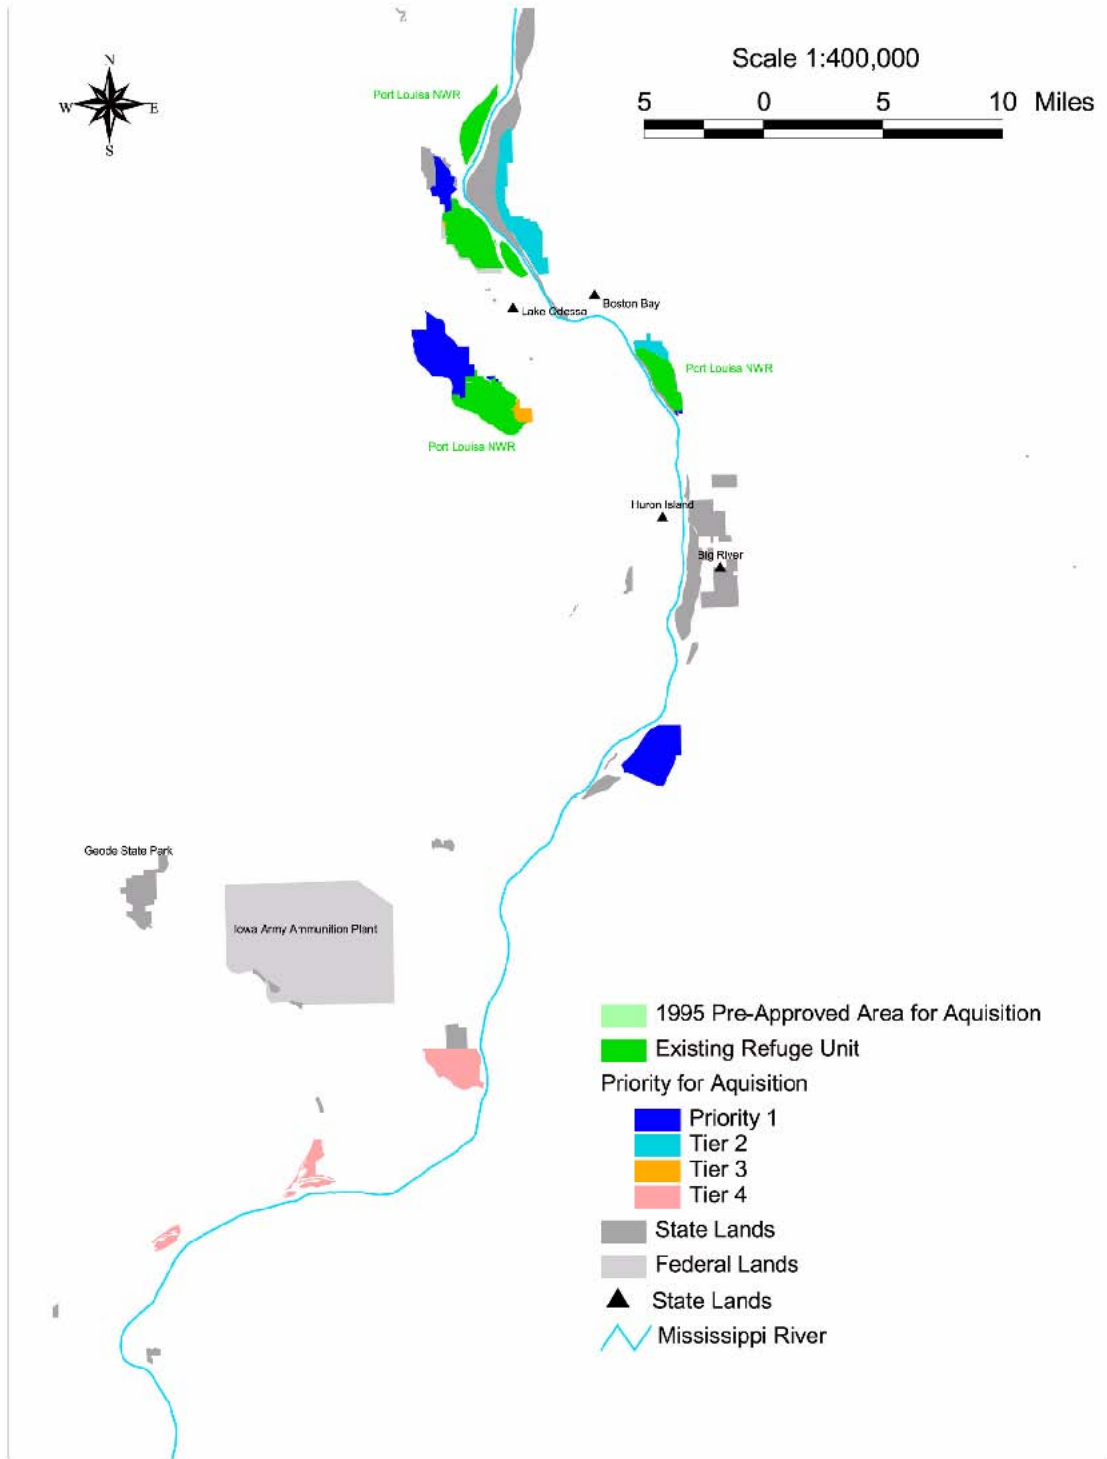 Scale 1:400,000
5 0 5 10 Miles
N
W E
S
Port Louisa NWR
Lake Odessa
Boston Bay
Port Louisa NWR
Port Louisa NWR
Huron Island
Big River
Geode State Park
Iowa Army Ammunition Plant
1995 Pre-Approved Area for Aquisition
Existing Refuge Unit
Priority for Aquisition
Priority 1
Tier 2
Tier 3
Tier 4
State Lands
Federal Lands
State Lands
Mississippi River